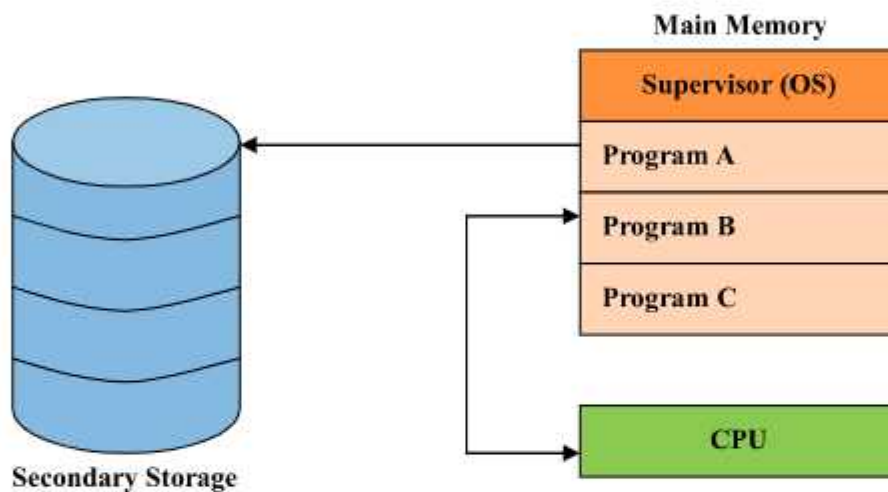 Main Memory
Supervisor (OS)
Program A
Program B
Program C
CPU
Secondary Storage